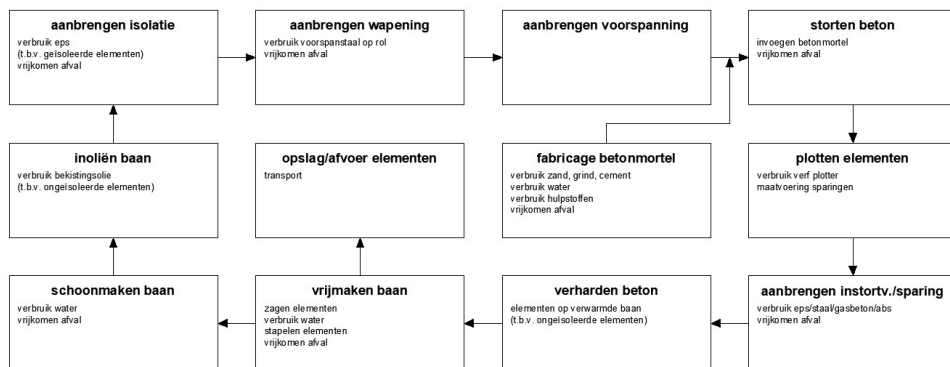 aanbrengen isolatie
verbruik eps
(t.b.v. geïsoleerde elementen)
vrijkomen afval
aanbrengen wapening
verbruik voorspanstaal op rol
vrijkomen afval
aanbrengen voorspanning
storten beton
invoegen betonmortel
vrijkomen afval
inoliën baan
verbruik bekistingsolie
(t.b.v. ongeïsoleerde elementen)
opslag/afvoer elementen
transport
fabricage betonmortel
verbruik zand, grind, cement
verbruik water
verbruik hulpstoffen
vrijkomen afval
plotten elementen
verbruik verf plotter
maatvoering sparingen
schoonmaken baan
verbruik water
vrijkomen afval
vrijmaken baan
zagen elementen
verbruik water
stapelen elementen
vrijkomen afval
verharden beton
elementen op verwarmde baan
(t.b.v. ongeïsoleerde elementen)
aanbrengen instortv./sparing
verbruik eps/staal/gasbeton/abs
vrijkomen afval